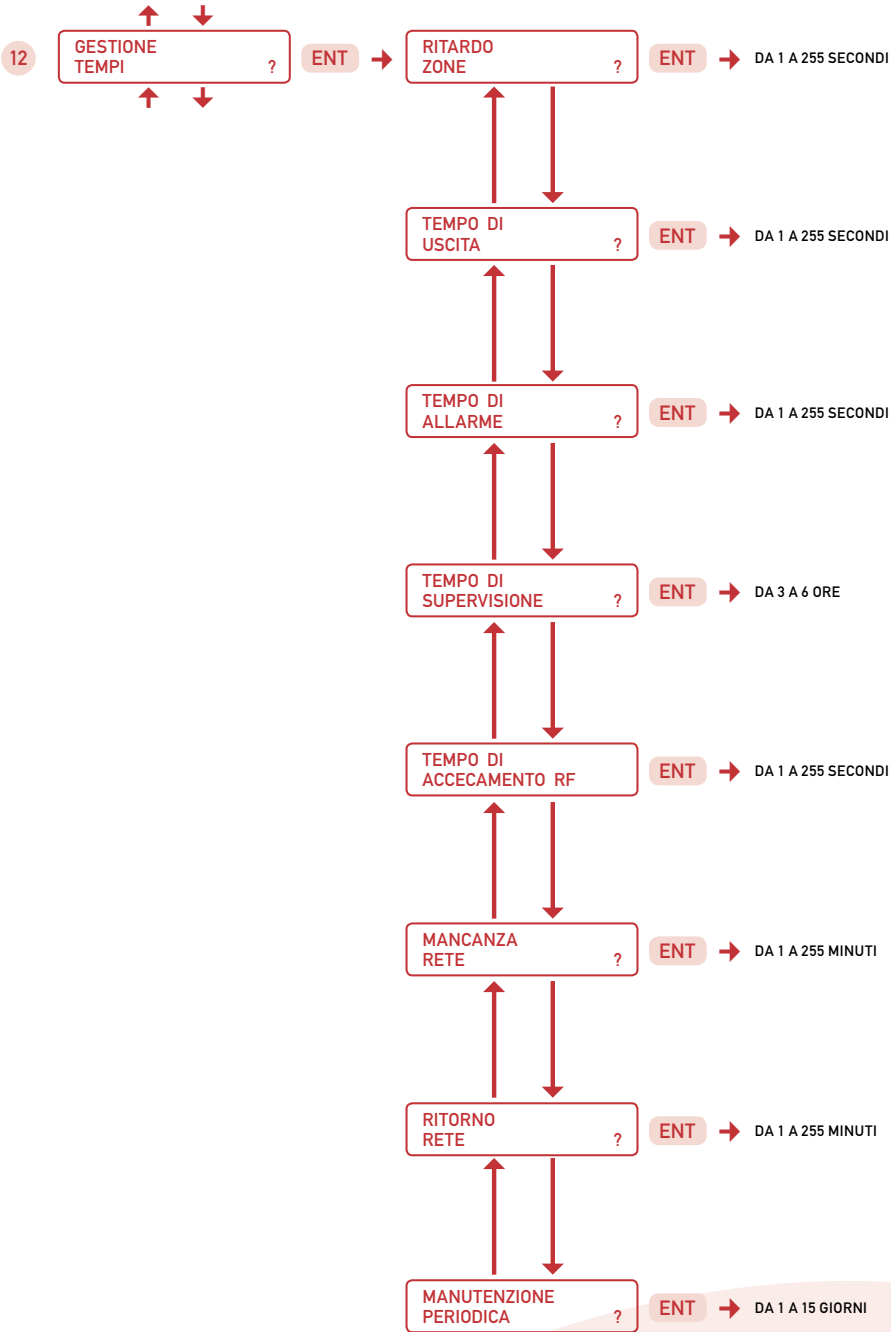 12
GESTIONE
TEMPI ?
ENT
RITARDO
ZONE ?
ENT
DA 1 A 255 SECONDI
TEMPO DI
USCITA ?
ENT
DA 1 A 255 SECONDI
TEMPO DI
ALLARME ?
ENT
DA 1 A 255 SECONDI
TEMPO DI
SUPERVISIONE ?
ENT
DA 3 A 6 ORE
TEMPO DI
ACCECAMENTO RF
ENT
DA 1 A 255 SECONDI
MANCANZA
RETE ?
ENT
DA 1 A 255 MINUTI
RITORNO
RETE ?
ENT
DA 1 A 255 MINUTI
MANUTENZIONE
PERIODICA ?
ENT
DA 1 A 15 GIORNI